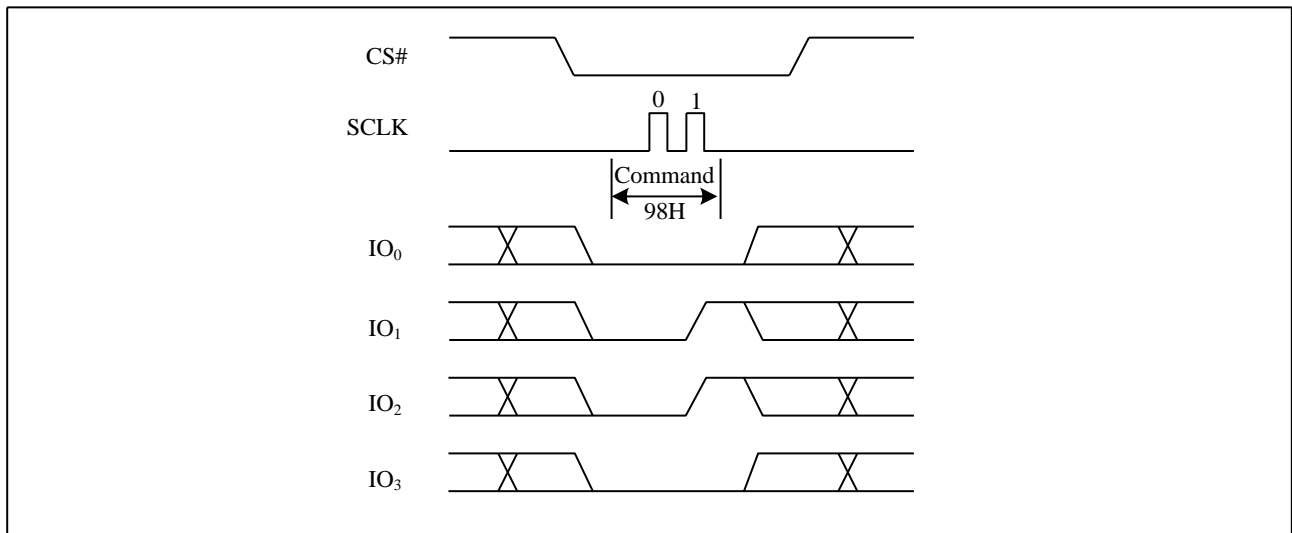 CS#
0 1
SCLK
Command
98H
IO₀
IO₁
IO₂
IO₃